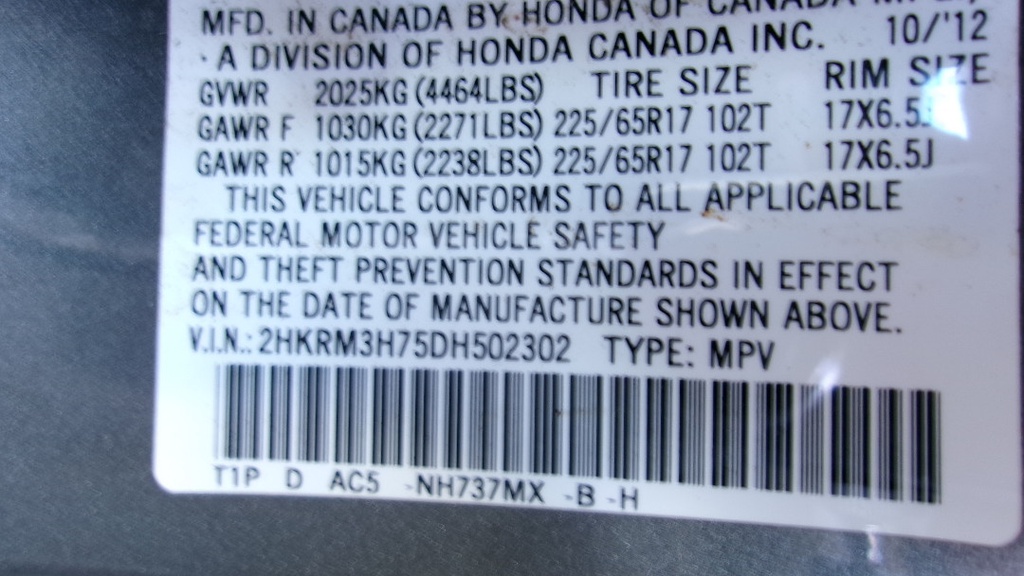 MFD. IN CANADA BY HONDA OF CANADA
· A DIVISION OF HONDA CANADA INC. 10/'12
GVWR 2025KG (4464LBS) TIRE SIZE RIM SIZE
GAWR F 1030KG (2271LBS) 225/65R17 102T 17X6.5J
GAWR R 1015KG (2238LBS) 225/65R17 102T 17X6.5J
THIS VEHICLE CONFORMS TO ALL APPLICABLE
FEDERAL MOTOR VEHICLE SAFETY
AND THEFT PREVENTION STANDARDS IN EFFECT
ON THE DATE OF MANUFACTURE SHOWN ABOVE.
V.I.N.: 2HKRM3H75DH502302 TYPE: MPV
T1P D AC5 -NH737MX -B -H